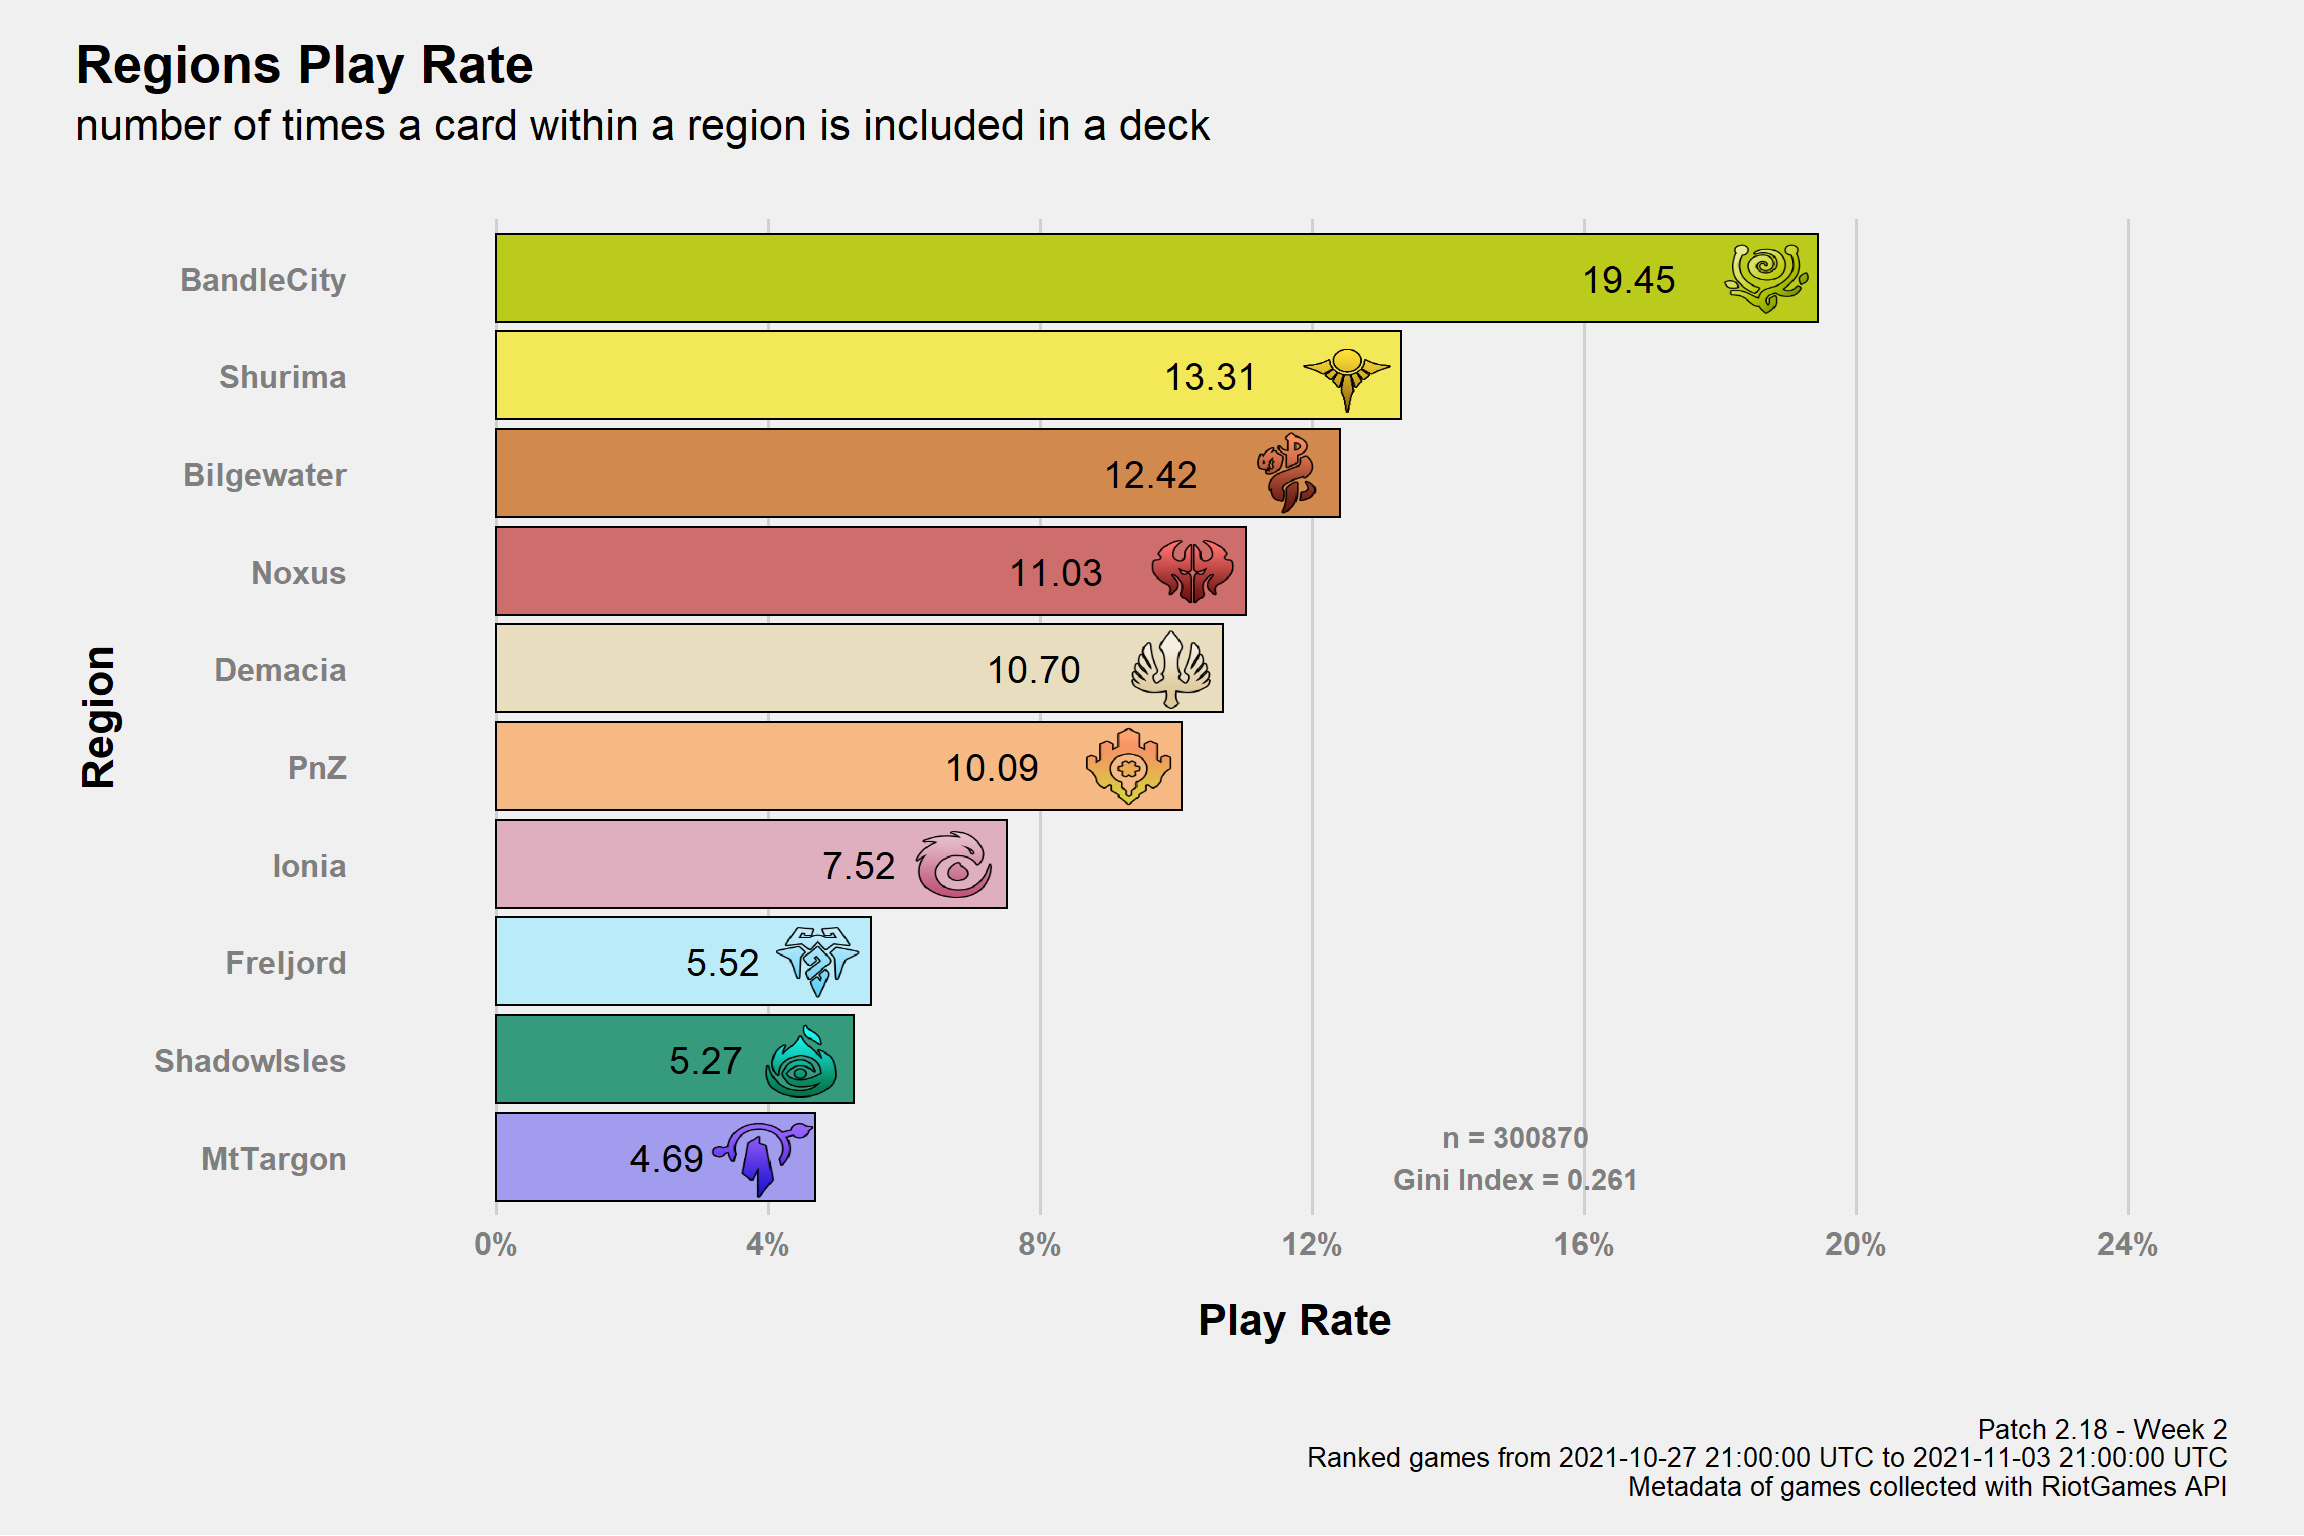 Regions Play Rate
number of times a card within a region is included in a deck
BandleCity
19.45
Shurima
13.31
Bilgewater
12.42
Noxus
11.03
Demacia
10.70
PnZ
10.09
Ionia
7.52
Freljord
5.52
ShadowIsles
5.27
MtTargon
4.69
Region
n = 300870
Gini Index = 0.261
0% 4% 8% 12% 16% 20% 24%
Play Rate
Patch 2.18 - Week 2
Ranked games from 2021-10-27 21:00:00 UTC to 2021-11-03 21:00:00 UTC
Metadata of games collected with RiotGames API